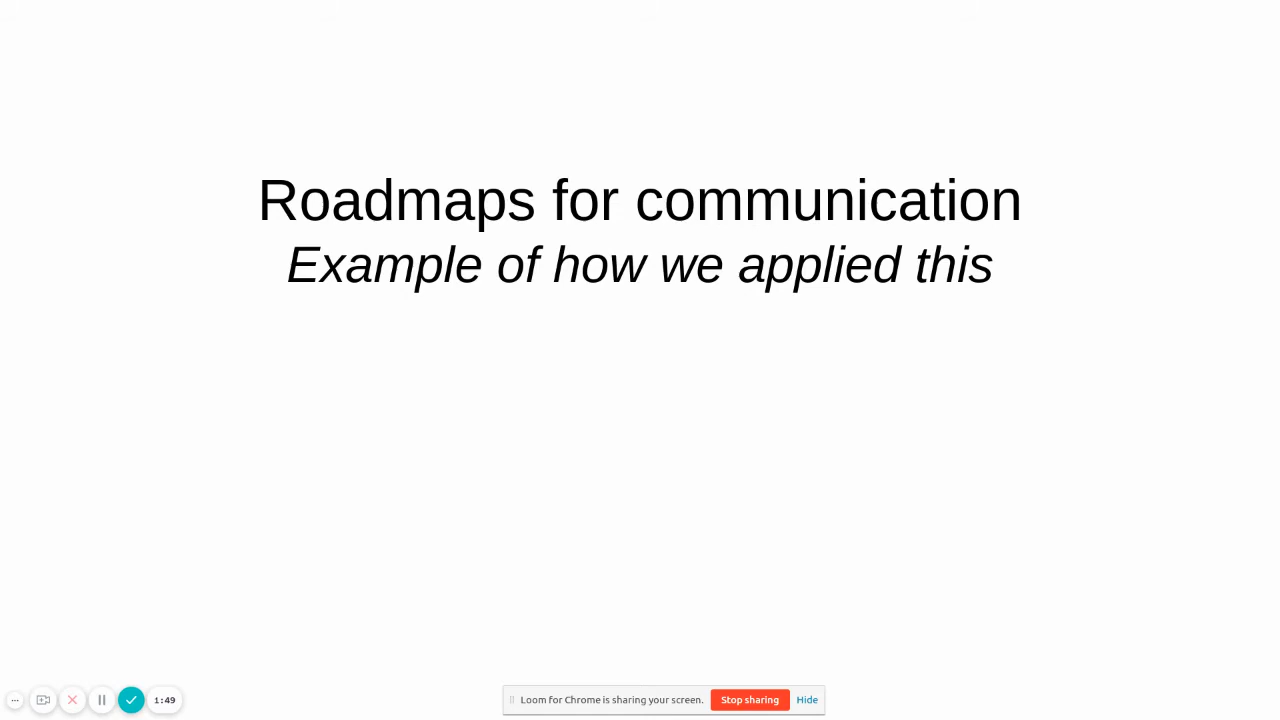 Roadmaps for communication
Example of how we applied this
1:49
Loom for Chrome is sharing your screen. Stop sharing Hide